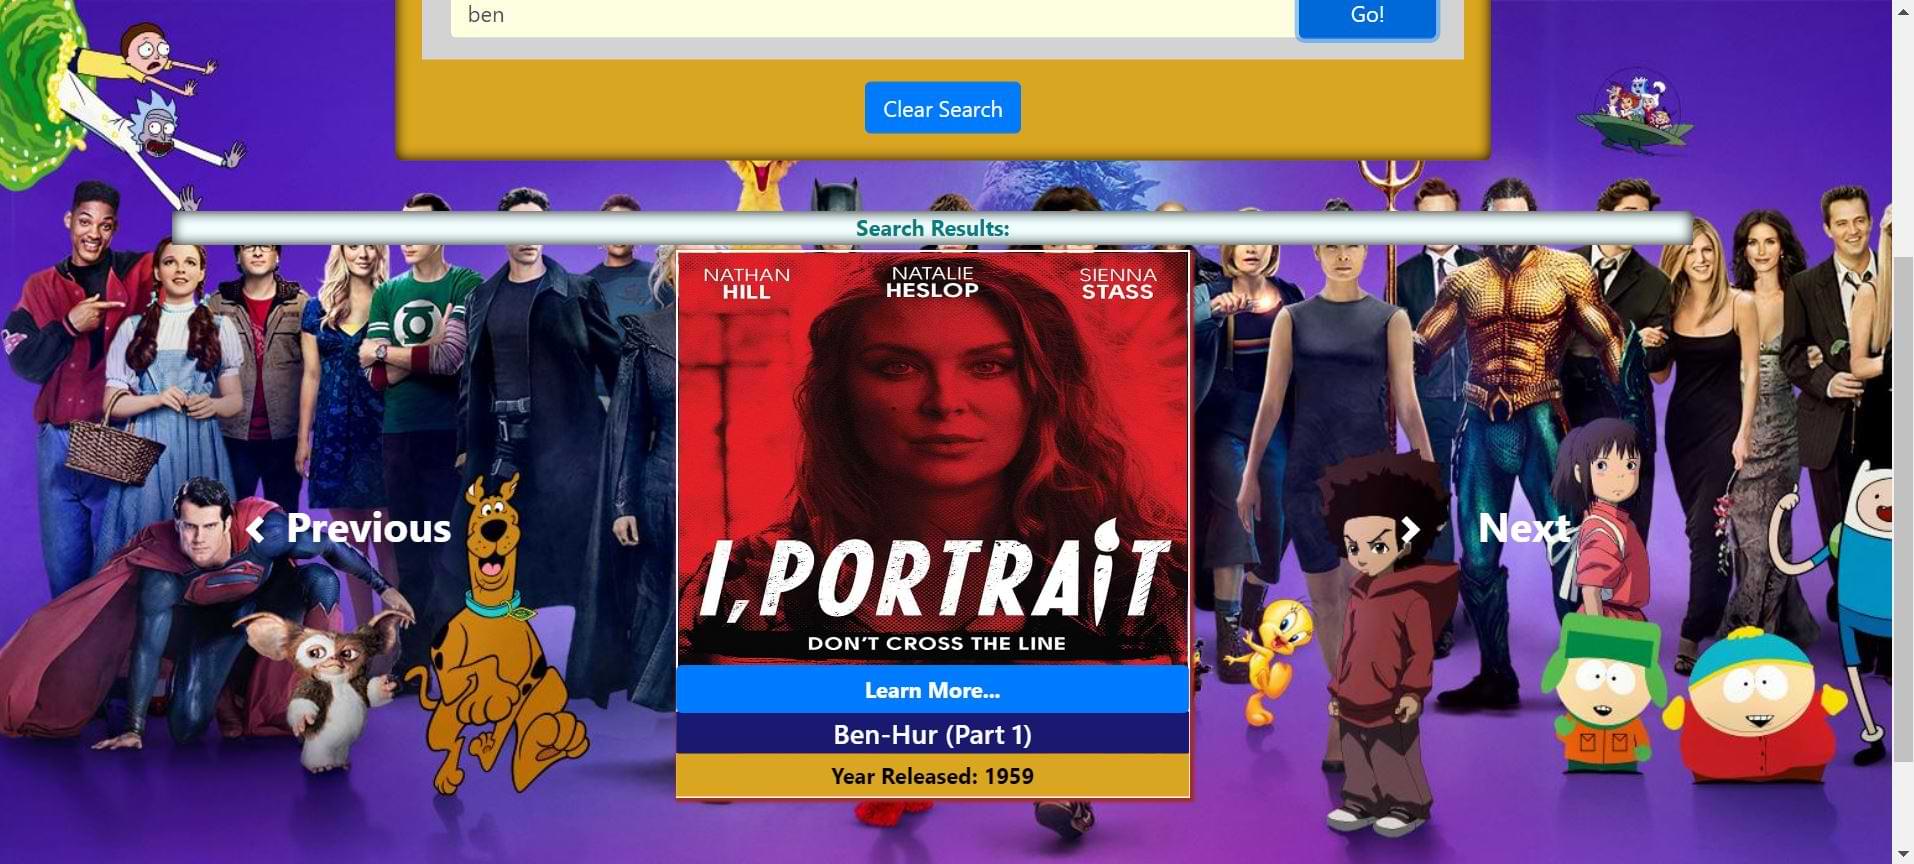 ben
Go!
Clear Search
Search Results:
NATHAN HILL
NATALIE HESLOP
SIENNA STASS
Previous
Next
I, PORTRAIT
DON'T CROSS THE LINE
Learn More...
Ben-Hur (Part 1)
Year Released: 1959